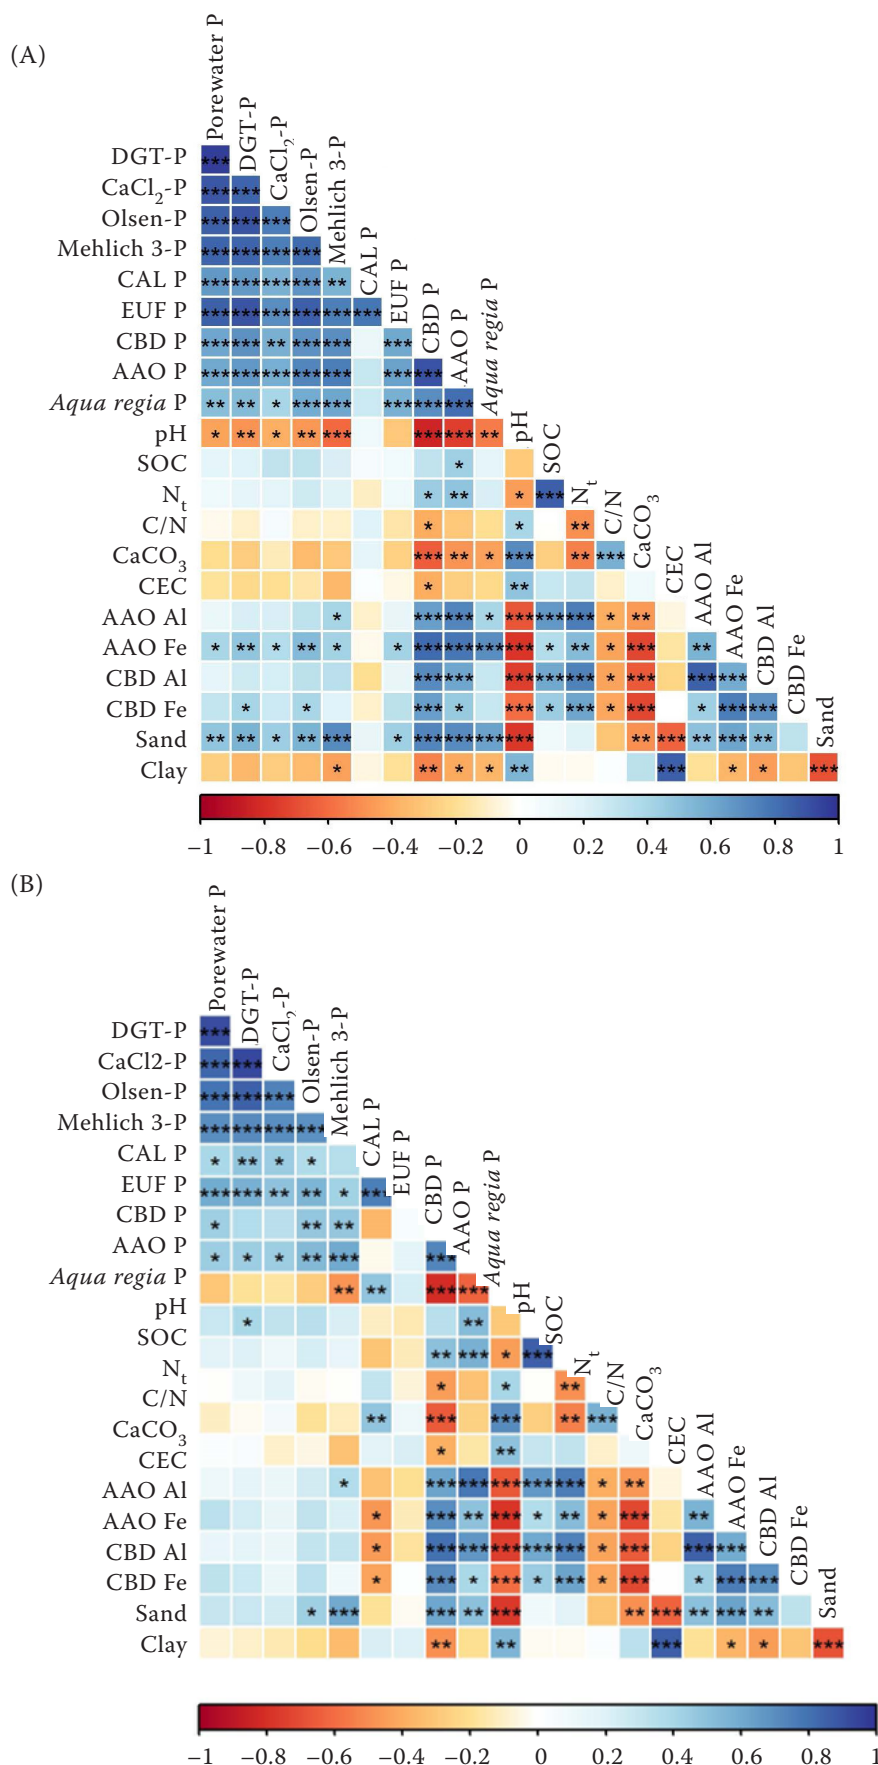 (A)
Porewater P
DGT-P
CaCl2-P
Olsen-P
Mehlich 3-P
CAL P
EUF P
CBD P
AAO P
Aqua regia P
pH
SOC
Nt
C/N
CaCO3
CEC
AAO Al
AAO Fe
CBD Al
CBD Fe
Sand
DGT-P
CaCl2-P
Olsen-P
Mehlich 3-P
CAL P
EUF P
CBD P
AAO P
Aqua regia P
pH
SOC
Nt
C/N
CaCO3
CEC
AAO Al
AAO Fe
CBD Al
CBD Fe
Sand
Clay
−1 −0.8 −0.6 −0.4 −0.2 0 0.2 0.4 0.6 0.8 1
(B)
Porewater P
DGT-P
CaCl2-P
Olsen-P
Mehlich 3-P
CAL P
EUF P
CBD P
AAO P
Aqua regia P
pH
SOC
Nt
C/N
CaCO3
CEC
AAO Al
AAO Fe
CBD Al
CBD Fe
Sand
DGT-P
CaCl2-P
Olsen-P
Mehlich 3-P
CAL P
EUF P
CBD P
AAO P
Aqua regia P
pH
SOC
Nt
C/N
CaCO3
CEC
AAO Al
AAO Fe
CBD Al
CBD Fe
Sand
Clay
−1 −0.8 −0.6 −0.4 −0.2 0 0.2 0.4 0.6 0.8 1